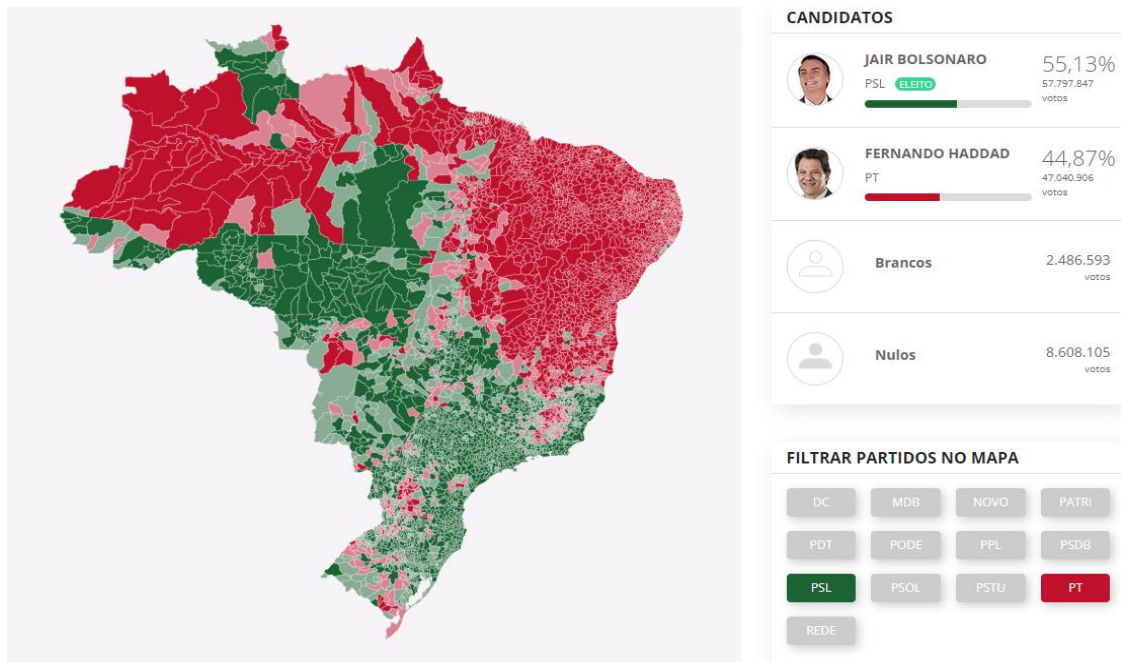 CANDIDATOS
JAIR BOLSONARO
PSL ELEITO
55,13%
57.797.847
votos
FERNANDO HADDAD
PT
44,87%
47.040.906
votos
Brancos
2.486.593
votos
Nulos
8.608.105
votos
FILTRAR PARTIDOS NO MAPA
DC MDB NOVO PATRI
PDT PODE PPL PSDB
PSL PSOL PSTU PT
REDE